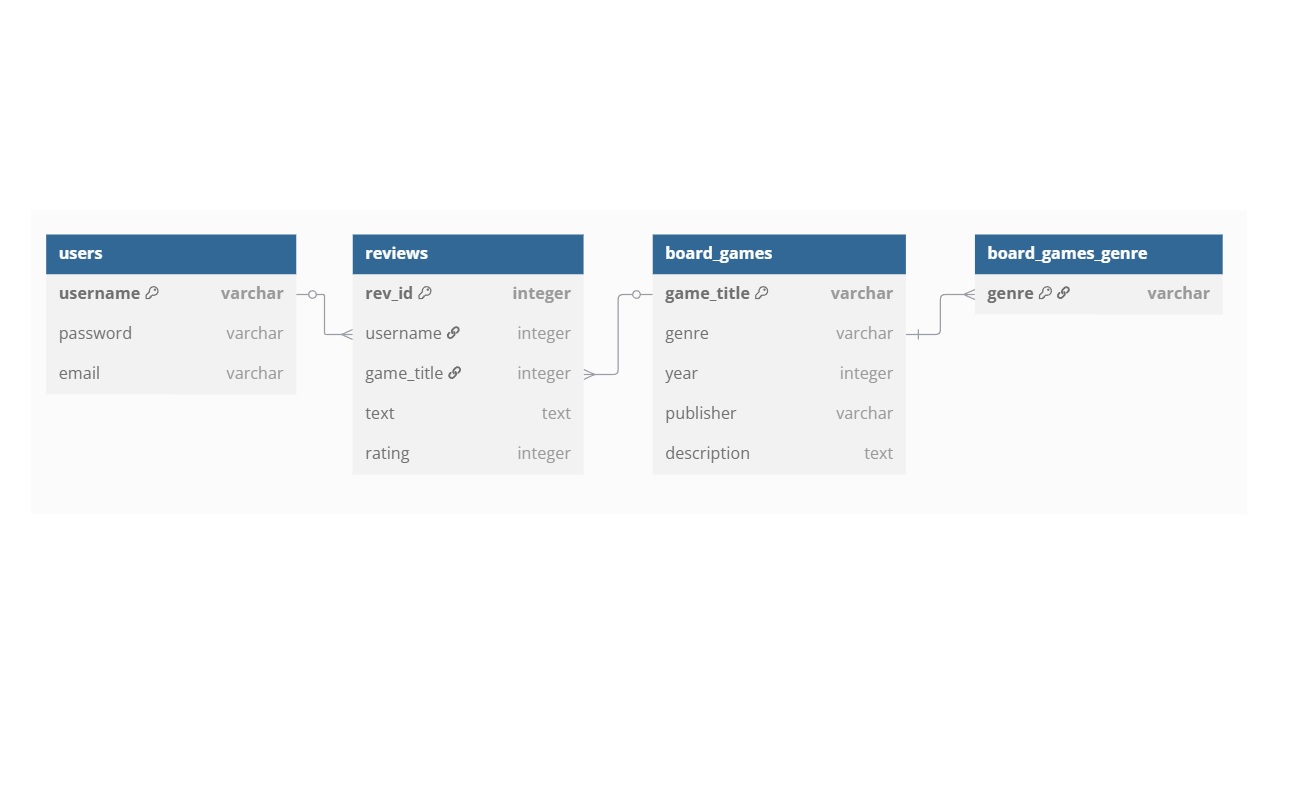 users
username varchar
password varchar
email varchar
reviews
rev_id integer
username integer
game_title integer
text text
rating integer
board_games
game_title varchar
genre varchar
year integer
publisher varchar
description text
board_games_genre
genre varchar